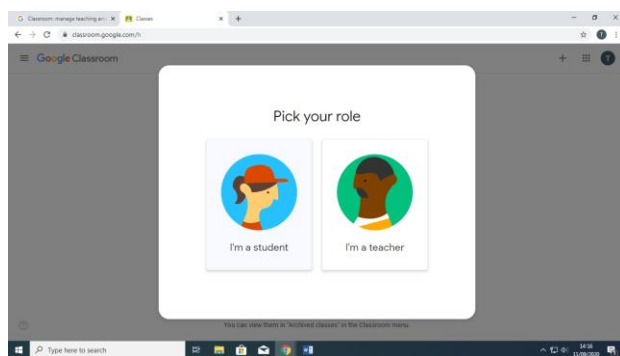 Classroom: manage teaching an
Classes
classroom.google.com/h
Google Classroom
T
T
Pick your role
I'm a student
I'm a teacher
You can view them in "Archived classes" in the Classroom menu.
Type here to search
14:16
11/09/2020